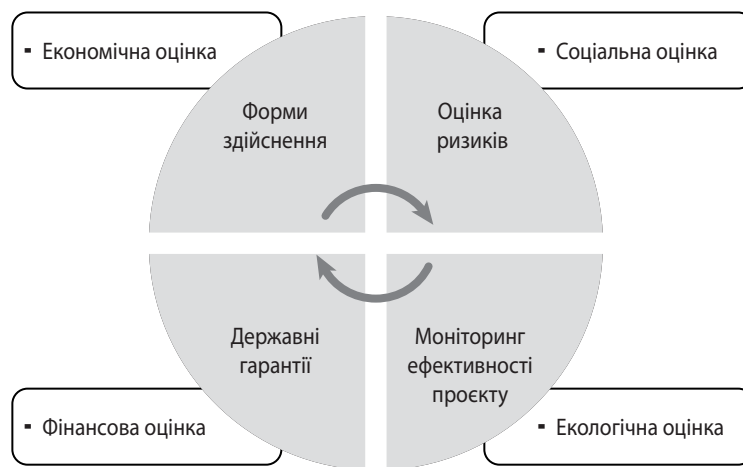 ▪ Економічна оцінка
▪ Соціальна оцінка
Форми
здійснення
Оцінка
ризиків
Державні
гарантії
Моніторинг
ефективності
проєкту
▪ Фінансова оцінка
▪ Екологічна оцінка